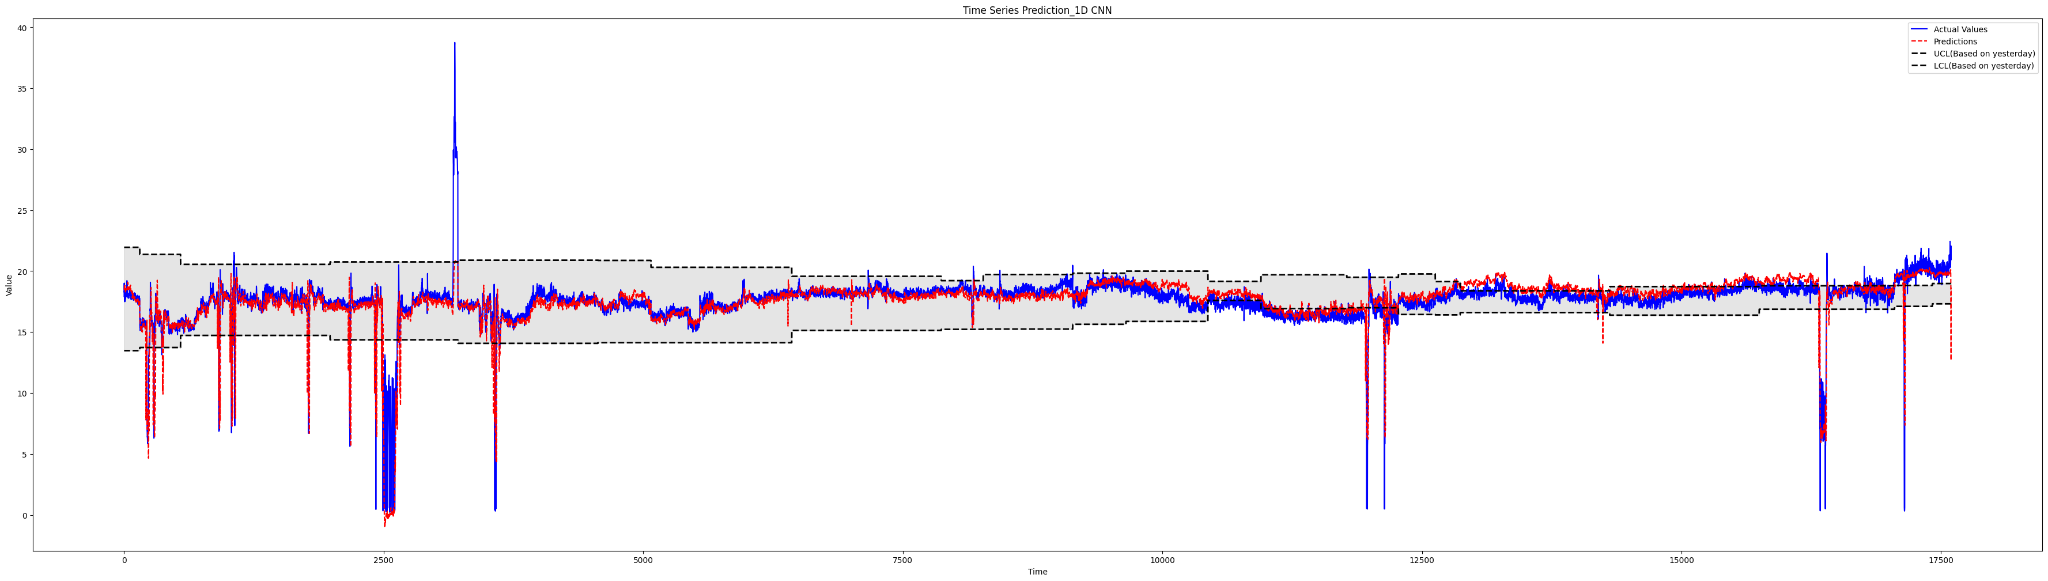 Time Series Prediction_1D CNN
Actual Values
Predictions
UCL(Based on yesterday)
LCL(Based on yesterday)
40
35
30
25
20
15
10
5
0
Value
0
2500
5000
7500
10000
12500
15000
17500
Time